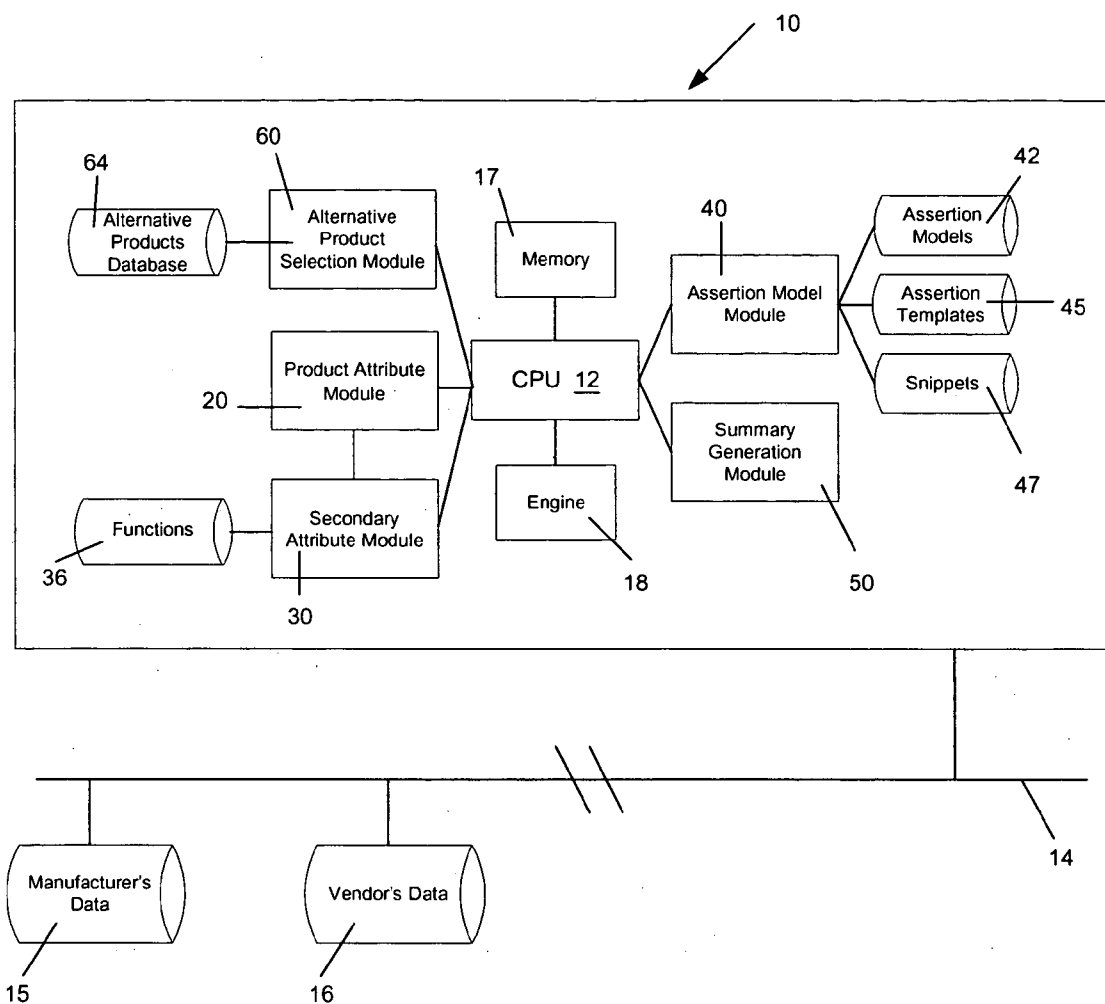 10
60
64
17
42
40
Alternative
Products
Database
Alternative
Product
Selection Module
Memory
Assertion Model
Module
Assertion
Models
Assertion
Templates
45
Product Attribute
Module
20
CPU 12
Snippets
47
Summary
Generation
Module
50
Functions
36
Secondary
Attribute Module
30
Engine
18
14
Manufacturer's
Data
15
Vendor's Data
16